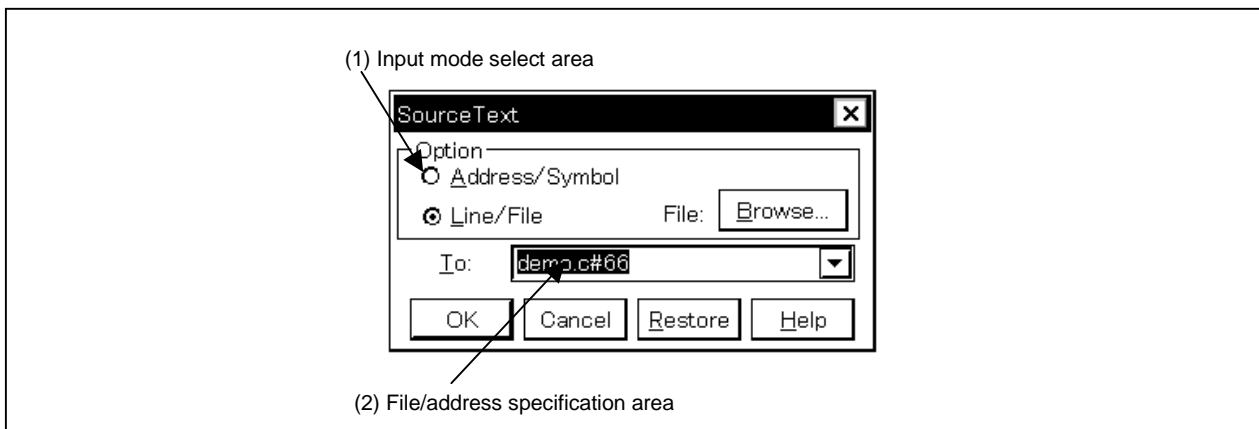 (1) Input mode select area
SourceText
Option
Address/Symbol
Line/File File: Browse...
To: demo.c#66
OK Cancel Restore Help
(2) File/address specification area